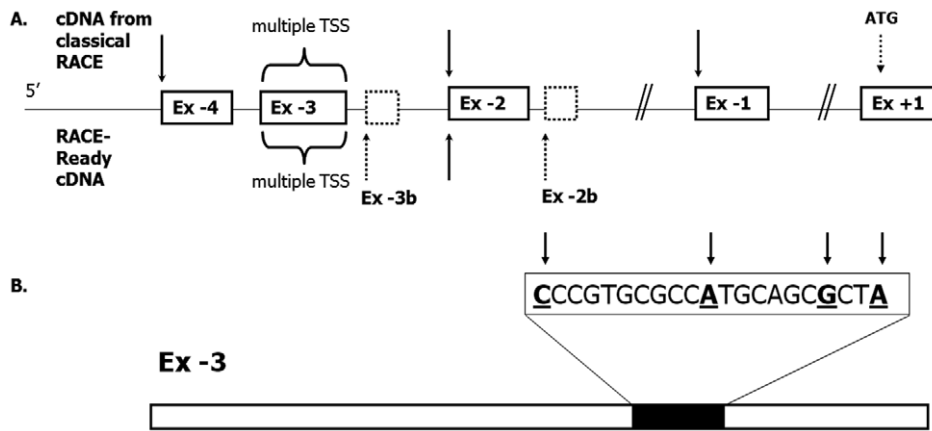 A.
cDNA from
classical
RACE
multiple TSS
ATG
5′
Ex -4
Ex -3
Ex -2
Ex -1
Ex +1
RACE-
Ready
cDNA
multiple TSS
Ex -3b
Ex -2b
B.
CCCGTGCGCCATGCAGCGCTA
Ex -3